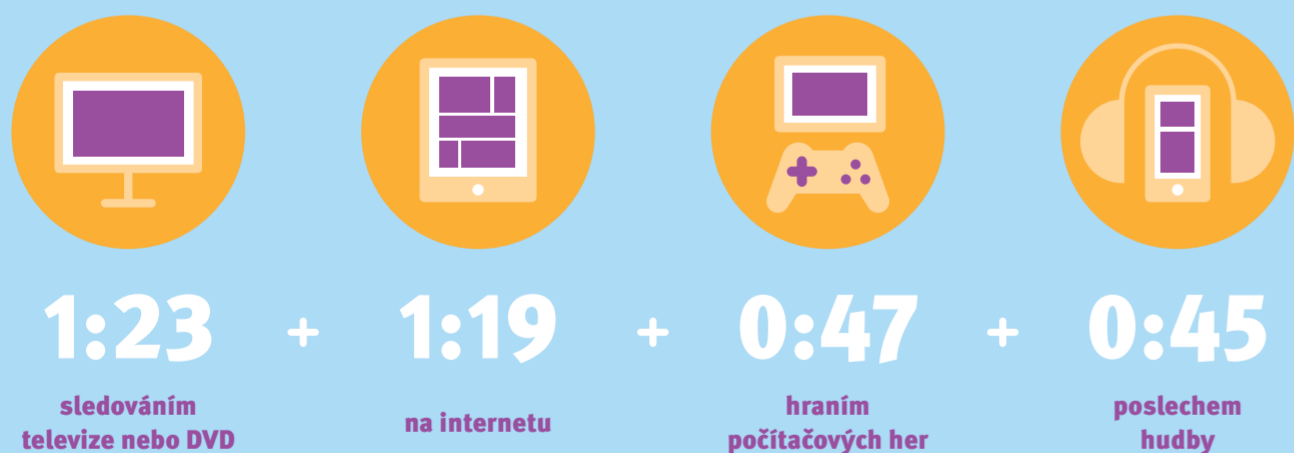 1:23 + 1:19 + 0:47 + 0:45
sledováním
televize nebo DVD
na internetu
hraním
počítačových her
poslechem
hudby